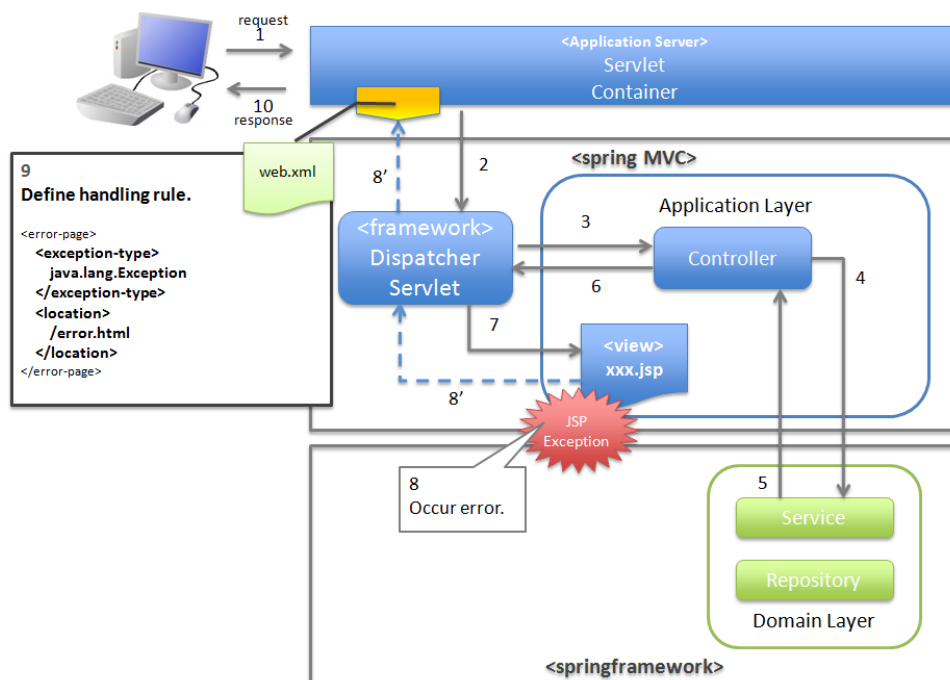 request
1
10
response
<Application Server>
Servlet
Container
9
Define handling rule.
<error-page>
<exception-type>
java.lang.Exception
</exception-type>
<location>
/error.html
</location>
</error-page>
web.xml
8’
2
<spring MVC>
Application Layer
<framework>
Dispatcher
Servlet
3
6
Controller
4
7
<view>
xxx.jsp
8’
JSP
Exception
8
Occur error.
5
Service
Repository
Domain Layer
<springframework>